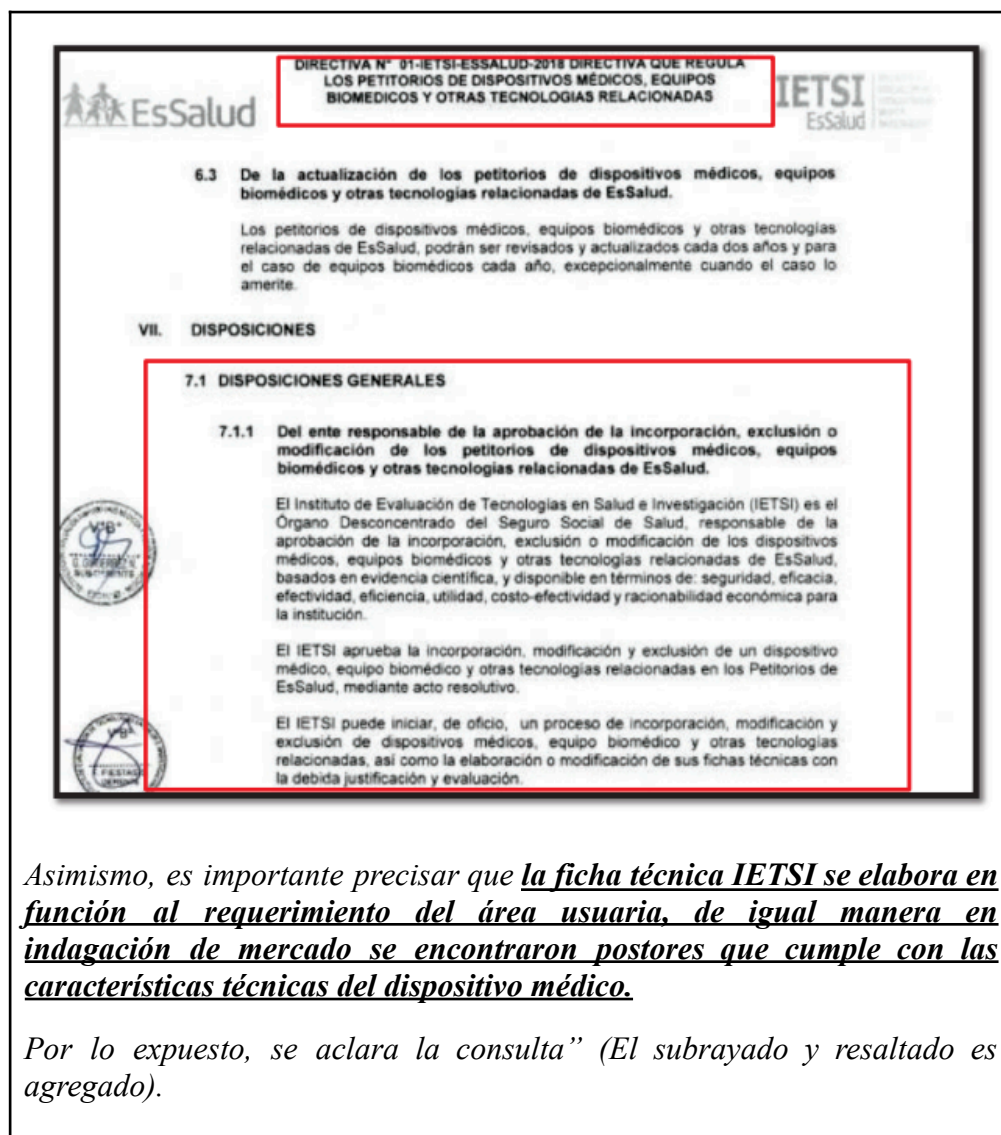 DIRECTIVA N° 01-IETSI-ESSALUD-2018 DIRECTIVA QUE REGULA
LOS PETITORIOS DE DISPOSITIVOS MÉDICOS, EQUIPOS
BIOMEDICOS Y OTRAS TECNOLOGIAS RELACIONADAS
EsSalud
IETSI
EsSalud
6.3 De la actualización de los petitorios de dispositivos médicos, equipos
biomédicos y otras tecnologías relacionadas de EsSalud.
Los petitorios de dispositivos médicos, equipos biomédicos y otras tecnologías
relacionadas de EsSalud, podrán ser revisados y actualizados cada dos años y para
el caso de equipos biomédicos cada año, excepcionalmente cuando el caso lo
amerite.
VII. DISPOSICIONES
7.1 DISPOSICIONES GENERALES
7.1.1 Del ente responsable de la aprobación de la incorporación, exclusión o
modificación de los petitorios de dispositivos médicos, equipos
biomédicos y otras tecnologías relacionadas de EsSalud.
El Instituto de Evaluación de Tecnologías en Salud e Investigación (IETSI) es el
Órgano Desconcentrado del Seguro Social de Salud, responsable de la
aprobación de la incorporación, exclusión o modificación de los dispositivos
médicos, equipos biomédicos y otras tecnologías relacionadas de EsSalud,
basados en evidencia científica, y disponible en términos de: seguridad, eficacia,
efectividad, eficiencia, utilidad, costo-efectividad y racionabilidad económica para
la institución.
El IETSI aprueba la incorporación, modificación y exclusión de un dispositivo
médico, equipo biomédico y otras tecnologías relacionadas en los Petitorios de
EsSalud, mediante acto resolutivo.
El IETSI puede iniciar, de oficio, un proceso de incorporación, modificación y
exclusión de dispositivos médicos, equipo biomédico y otras tecnologías
relacionadas, así como la elaboración o modificación de sus fichas técnicas con
la debida justificación y evaluación.
Asimismo, es importante precisar que la ficha técnica IETSI se elabora en
función al requerimiento del área usuaria, de igual manera en
indagación de mercado se encontraron postores que cumple con las
características técnicas del dispositivo médico.
Por lo expuesto, se aclara la consulta” (El subrayado y resaltado es
agregado).